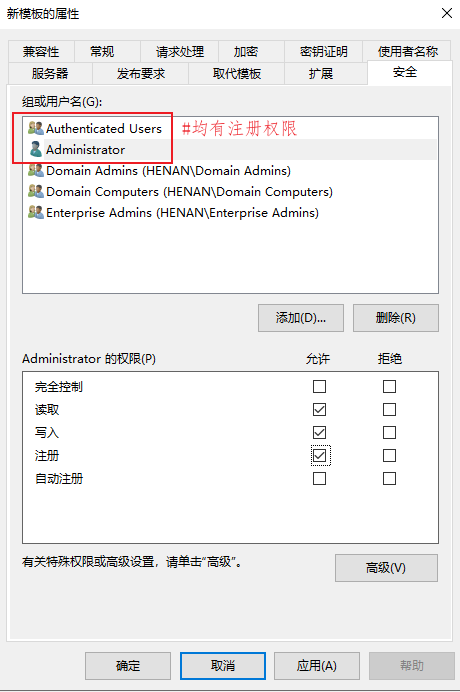 新模板的属性
兼容性 常规 请求处理 加密 密钥证明 使用者名称
服务器 发布要求 取代模板 扩展 安全
组或用户名(G):
Authenticated Users #均有注册权限
Administrator
Domain Admins (HENAN\Domain Admins)
Domain Computers (HENAN\Domain Computers)
Enterprise Admins (HENAN\Enterprise Admins)
添加(D)... 删除(R)
Administrator 的权限(P) 允许 拒绝
完全控制
读取
写入
注册
自动注册
有关特殊权限或高级设置，请单击“高级”。
高级(V)
确定 取消 应用(A) 帮助